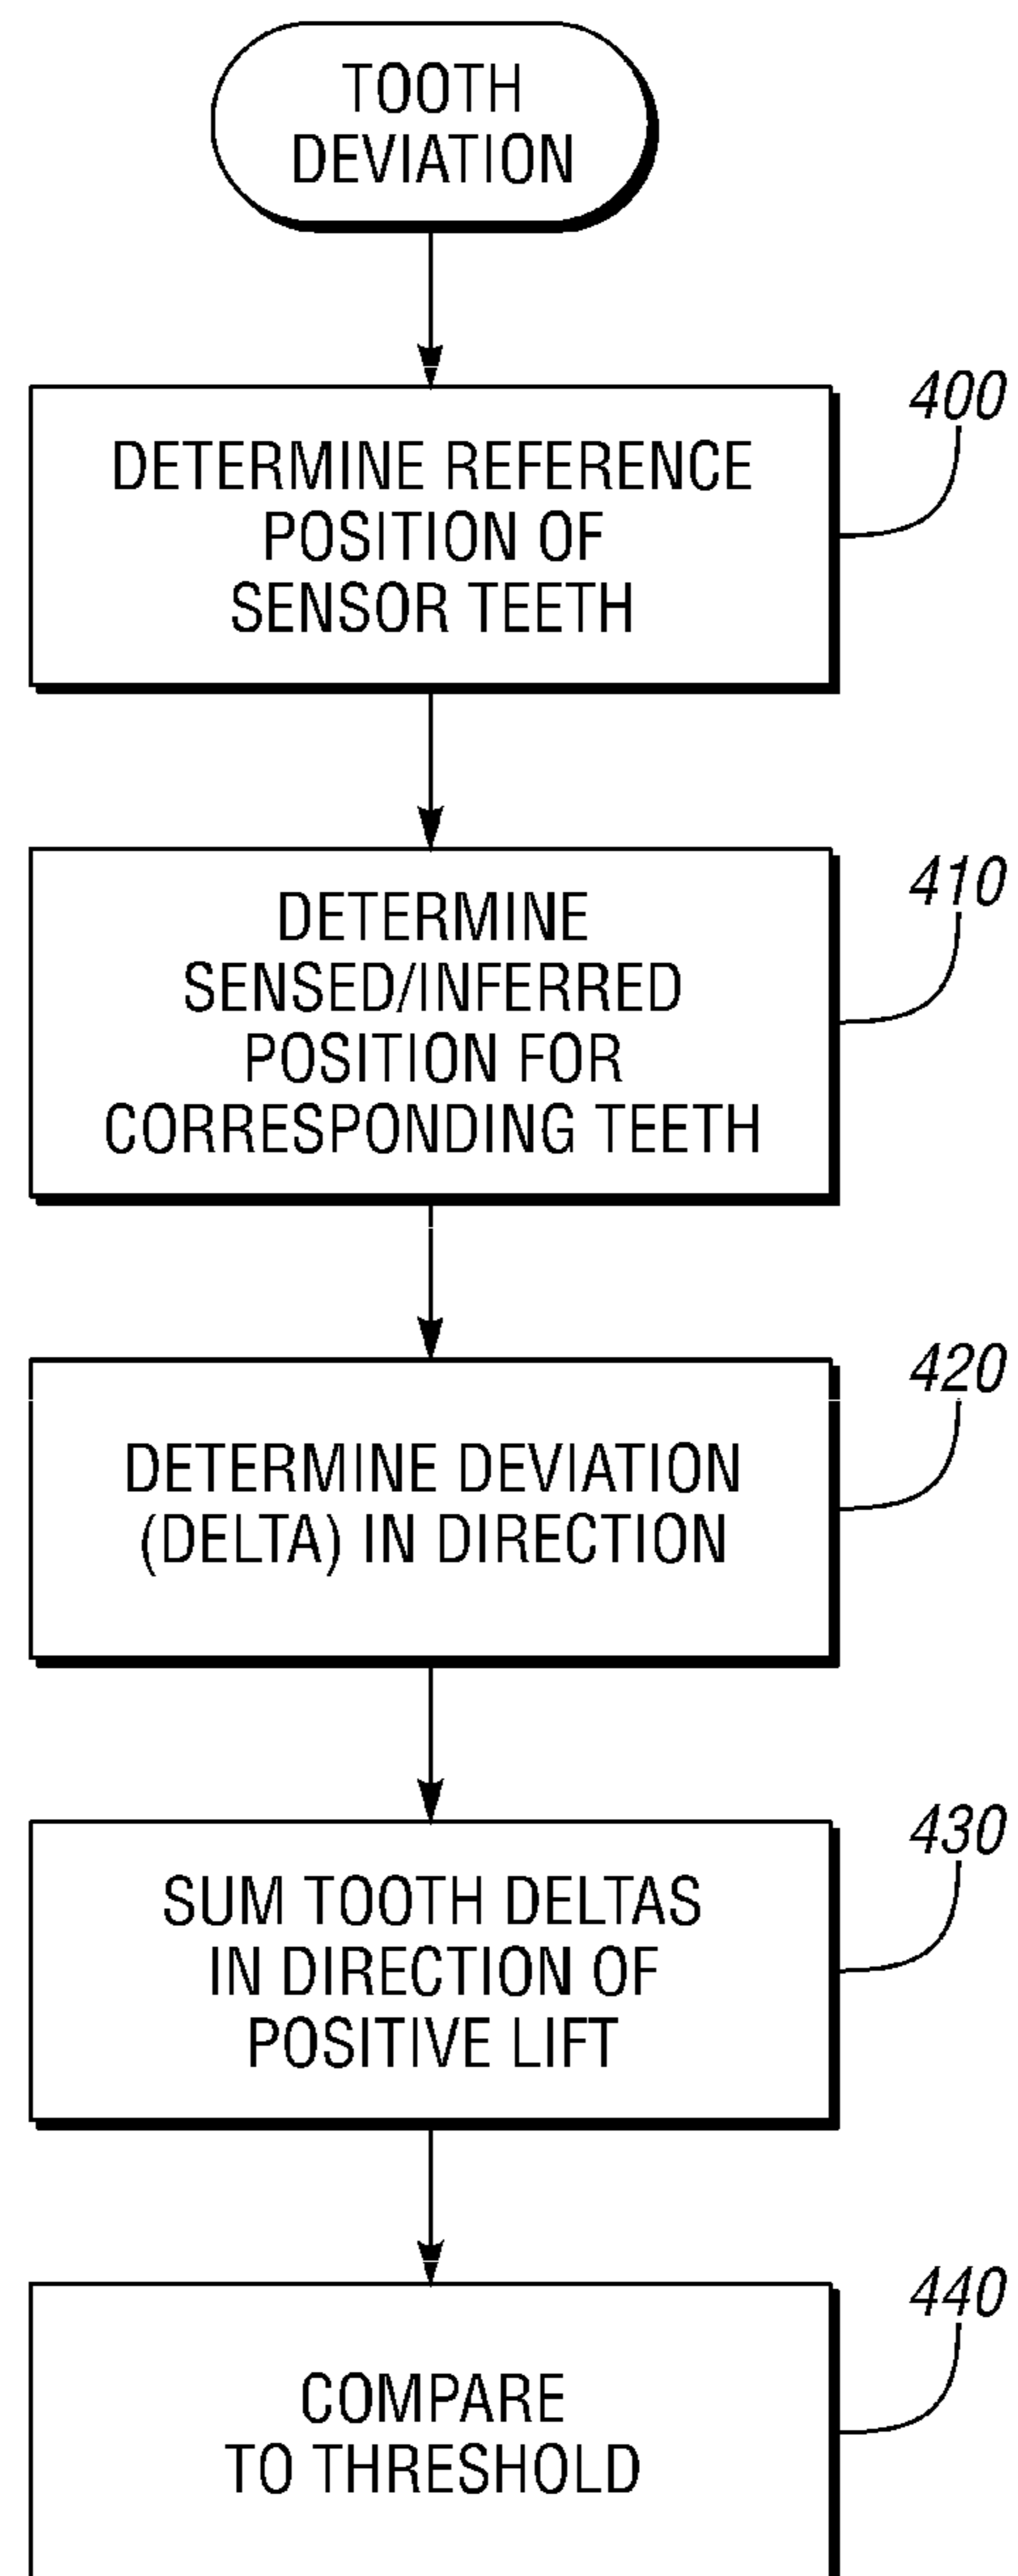 TOOTH
DEVIATION
400
DETERMINE REFERENCE
POSITION OF
SENSOR TEETH
410
DETERMINE
SENSED/INFERRED
POSITION FOR
CORRESPONDING TEETH
420
DETERMINE DEVIATION
(DELTA) IN DIRECTION
430
SUM TOOTH DELTAS
IN DIRECTION OF
POSITIVE LIFT
440
COMPARE
TO THRESHOLD